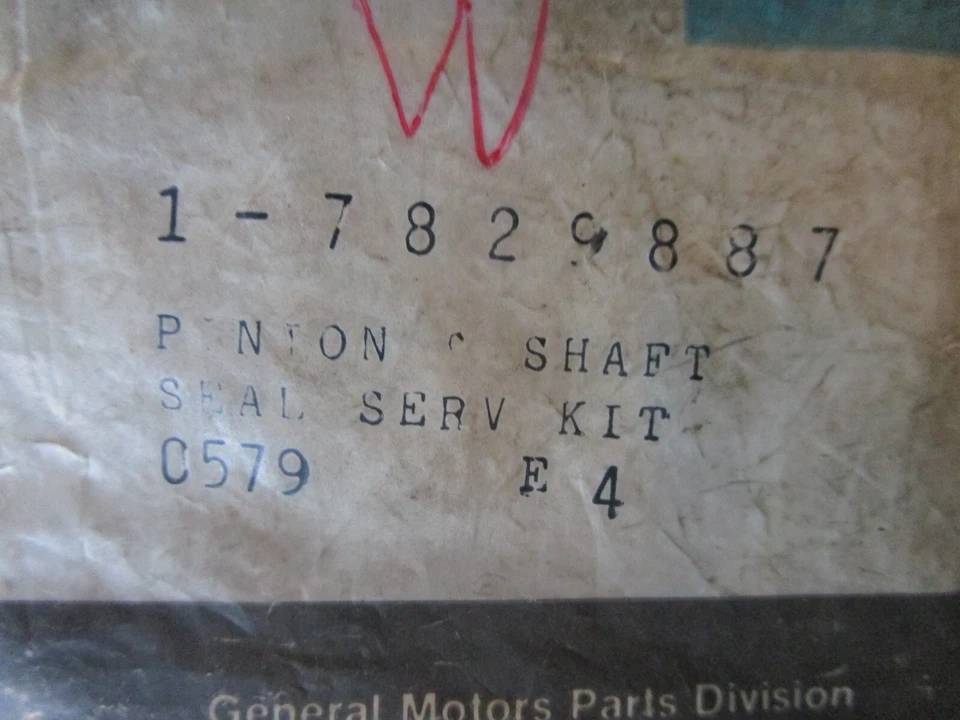 W
1-7829887
PINION & SHAFT
SEAL SERV KIT
0579 E 4
General Motors Parts Division